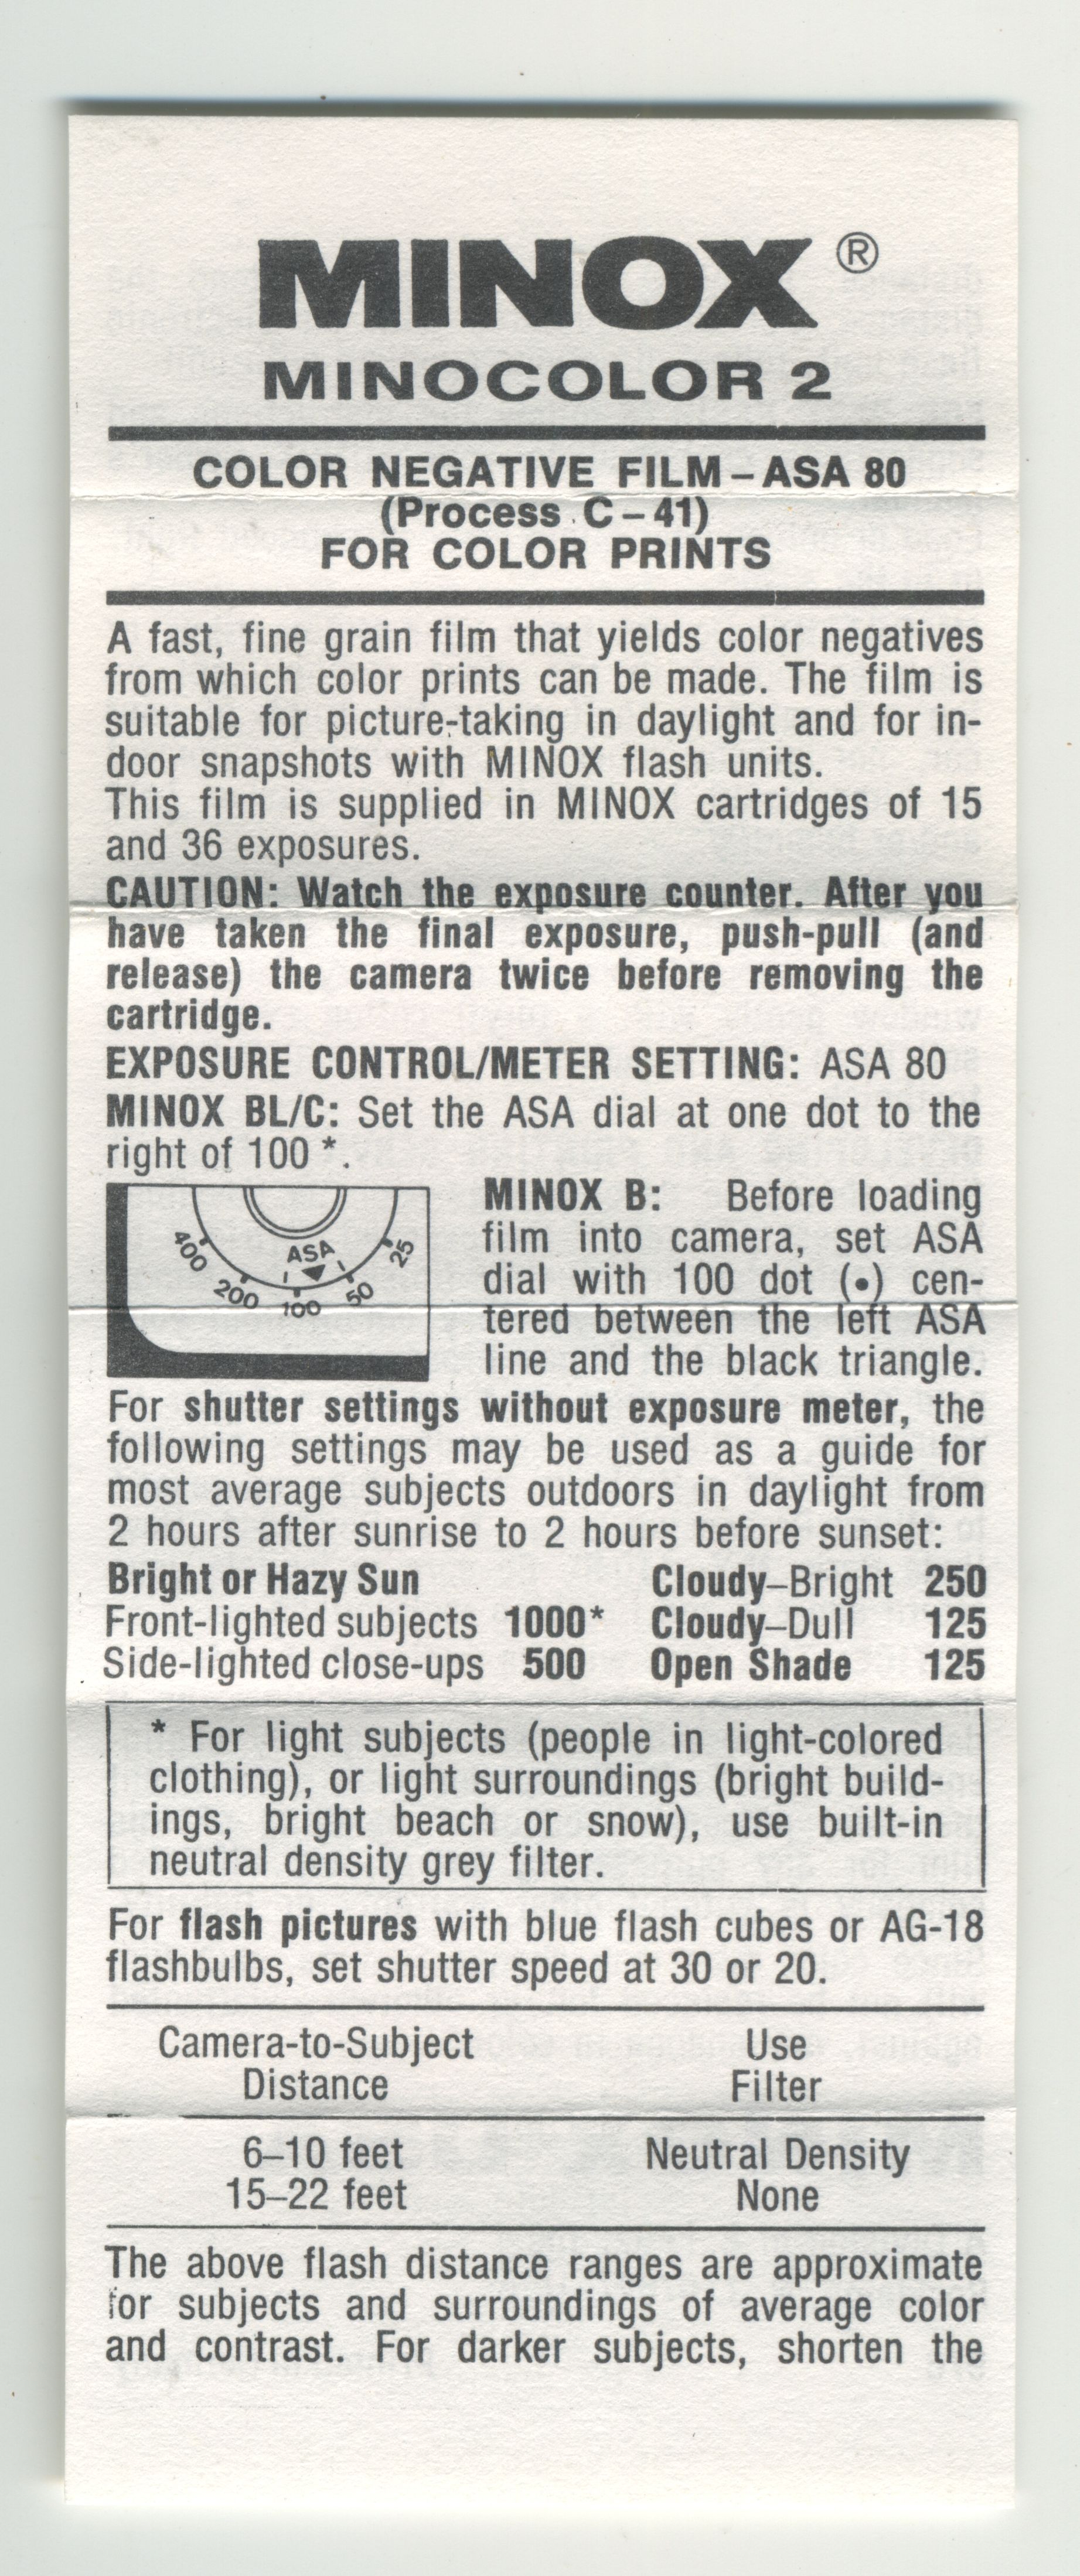 MINOX ®
MINOCOLOR 2
COLOR NEGATIVE FILM – ASA 80
(Process C – 41)
FOR COLOR PRINTS
A fast, fine grain film that yields color negatives
from which color prints can be made. The film is
suitable for picture-taking in daylight and for in-
door snapshots with MINOX flash units.
This film is supplied in MINOX cartridges of 15
and 36 exposures.
CAUTION: Watch the exposure counter. After you
have taken the final exposure, push-pull (and
release) the camera twice before removing the
cartridge.
EXPOSURE CONTROL/METER SETTING: ASA 80
MINOX BL/C: Set the ASA dial at one dot to the
right of 100 *.
400 200 100 50 25
ASA
MINOX B: Before loading
film into camera, set ASA
dial with 100 dot (•) cen-
tered between the left ASA
line and the black triangle.
For shutter settings without exposure meter, the
following settings may be used as a guide for
most average subjects outdoors in daylight from
2 hours after sunrise to 2 hours before sunset:
Bright or Hazy Sun Cloudy–Bright 250
Front-lighted subjects 1000* Cloudy–Dull 125
Side-lighted close-ups 500 Open Shade 125
* For light subjects (people in light-colored
clothing), or light surroundings (bright build-
ings, bright beach or snow), use built-in
neutral density grey filter.
For flash pictures with blue flash cubes or AG-18
flashbulbs, set shutter speed at 30 or 20.
Camera-to-Subject Use
Distance Filter
6–10 feet Neutral Density
15–22 feet None
The above flash distance ranges are approximate
for subjects and surroundings of average color
and contrast. For darker subjects, shorten the